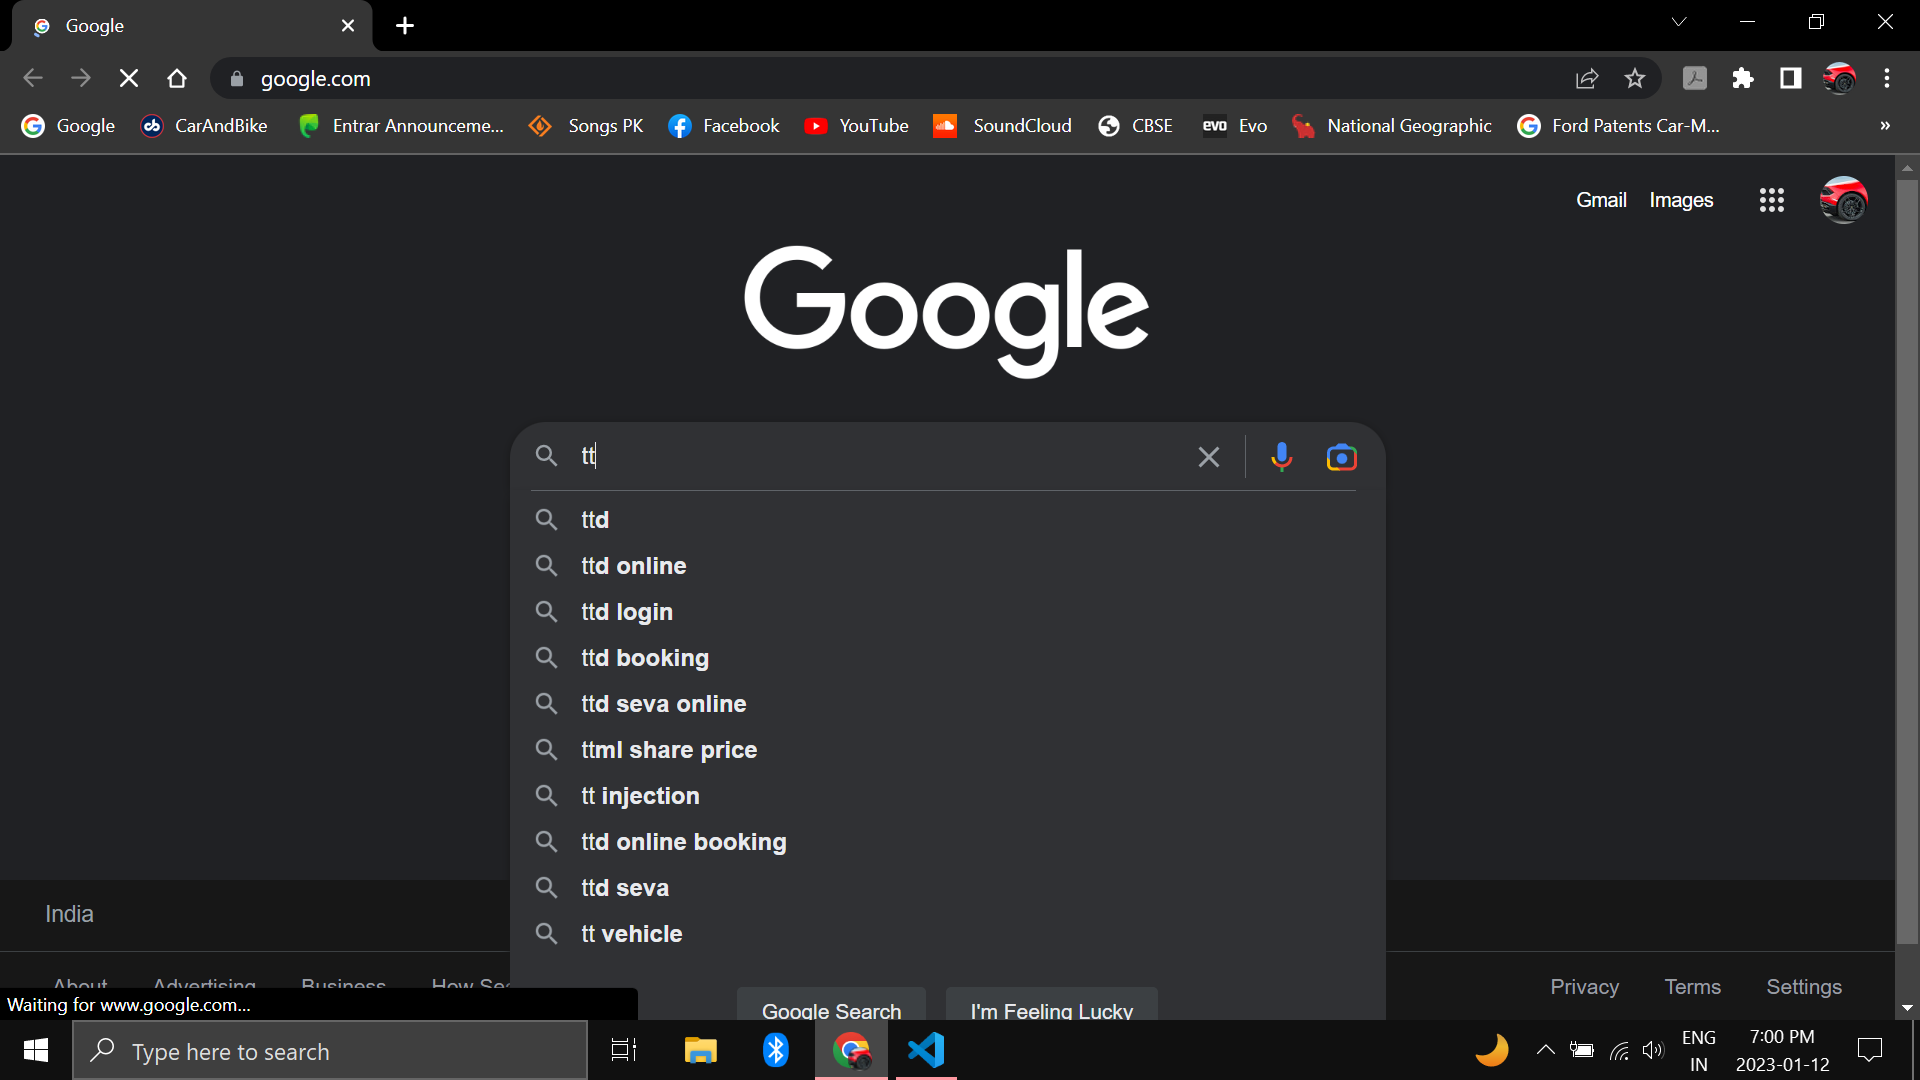 Google
google.com
Google CarAndBike Entrar Announceme... Songs PK Facebook YouTube SoundCloud CBSE evo Evo National Geographic Ford Patents Car-M... »
Gmail Images
Google
tt
ttd
ttd online
ttd login
ttd booking
ttd seva online
ttml share price
tt injection
ttd online booking
ttd seva
tt vehicle
India
About Advertising Business How Sea Privacy Terms Settings
Waiting for www.google.com...
Google Search I'm Feeling Lucky
Type here to search
ENG 7:00 PM
IN 2023-01-12